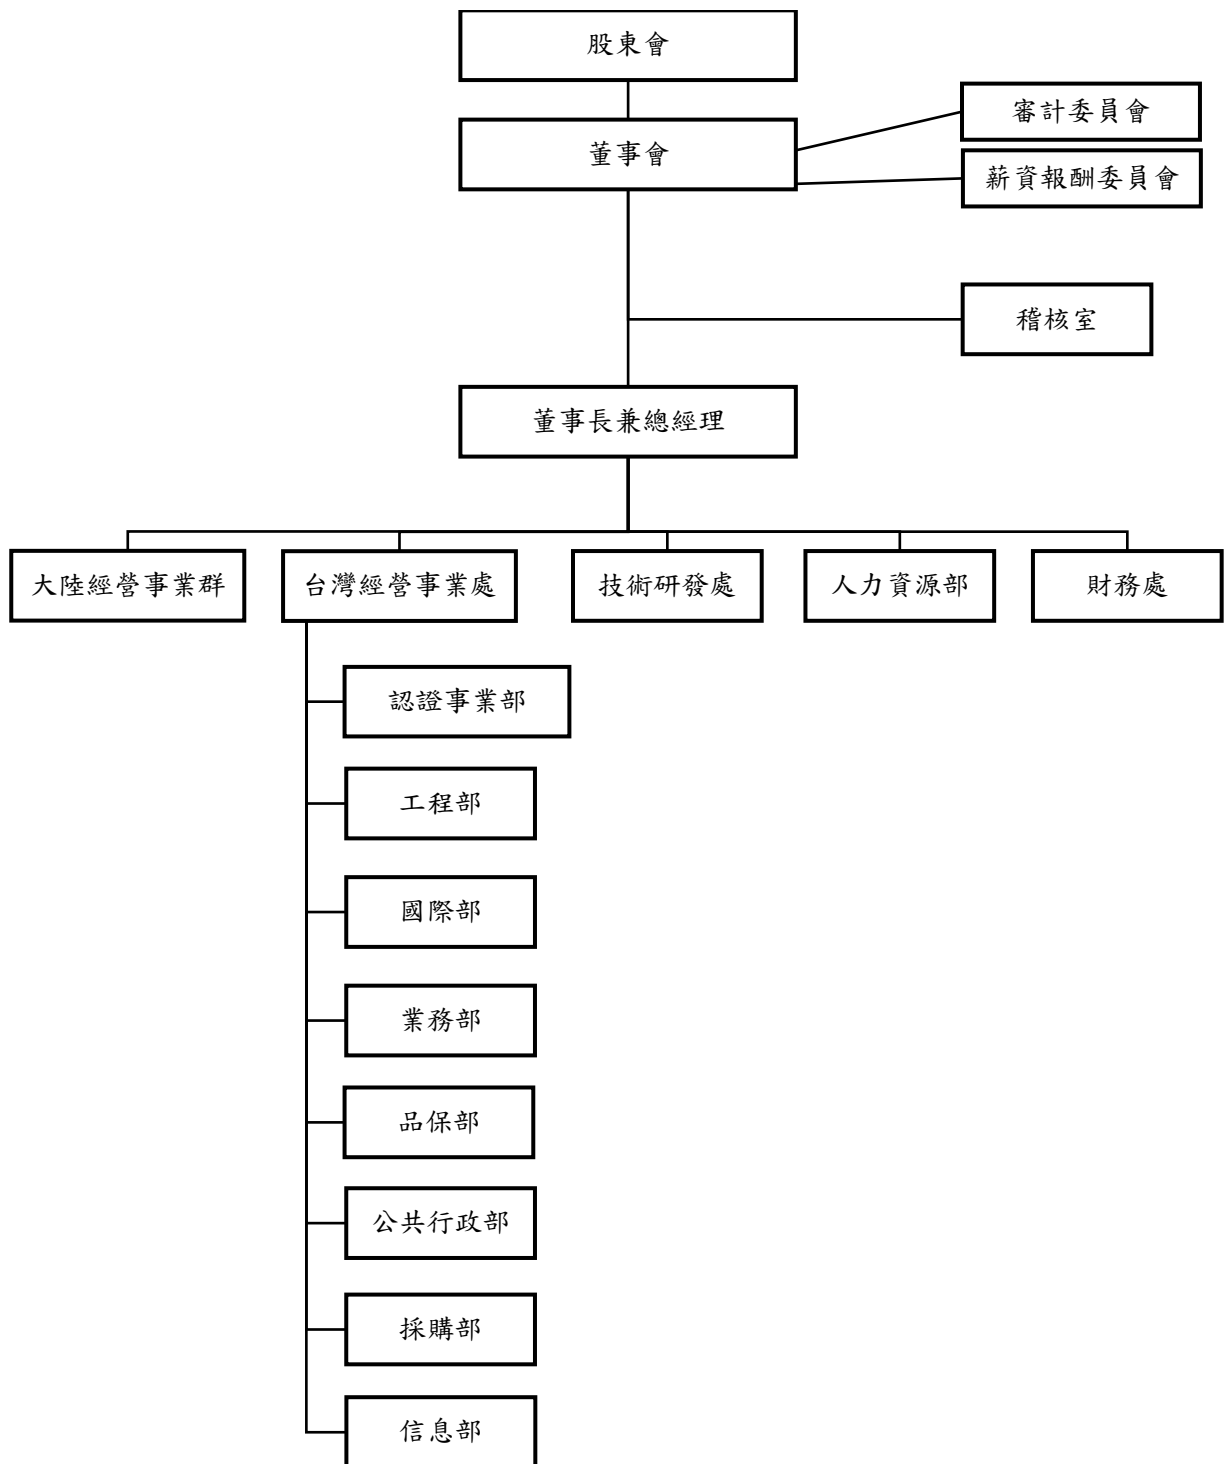 股東會
審計委員會
董事會
薪資報酬委員會
稽核室
董事長兼總經理
大陸經營事業群
台灣經營事業處
技術研發處
人力資源部
財務處
認證事業部
工程部
國際部
業務部
品保部
公共行政部
採購部
信息部